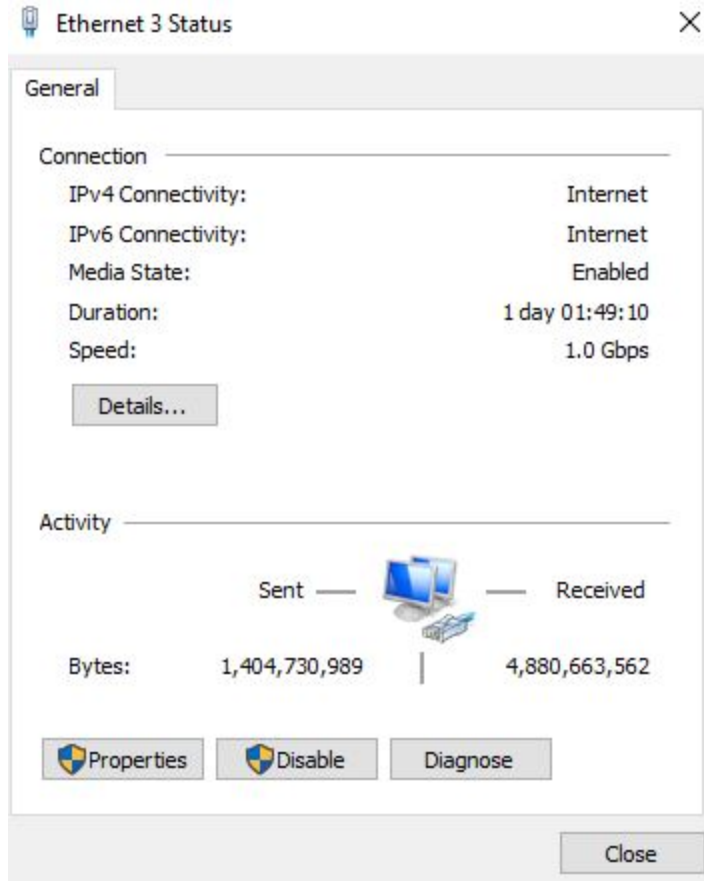 Ethernet 3 Status
General
Connection
IPv4 Connectivity: Internet
IPv6 Connectivity: Internet
Media State: Enabled
Duration: 1 day 01:49:10
Speed: 1.0 Gbps
Details...
Activity
Sent Received
Bytes: 1,404,730,989 4,880,663,562
Properties Disable Diagnose
Close